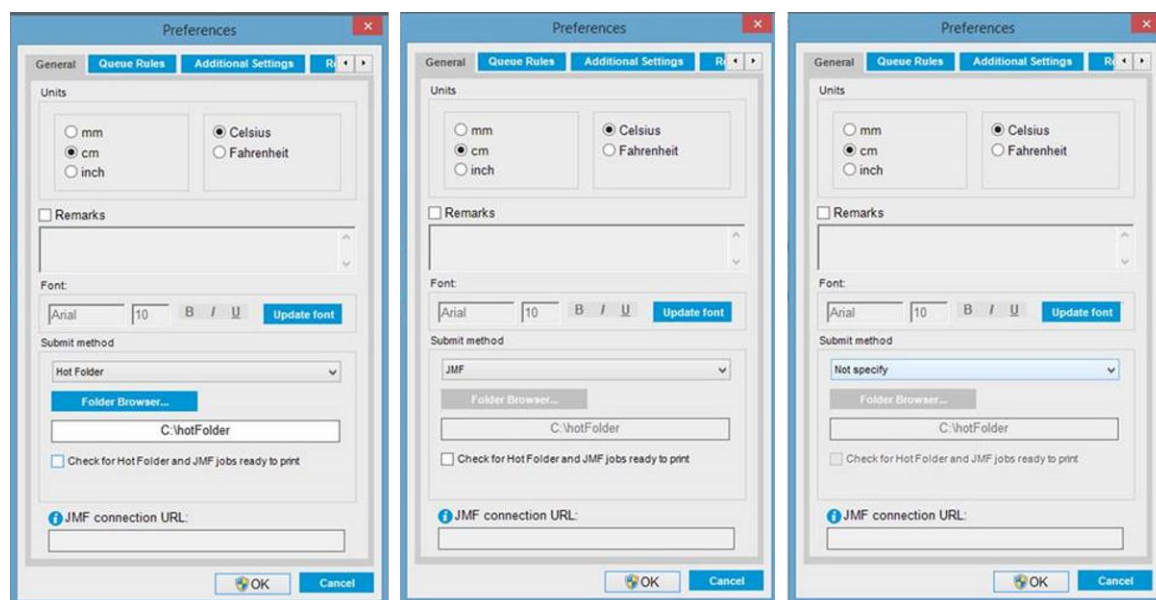 Preferences
General Queue Rules Additional Settings
Units
mm Celsius
cm Fahrenheit
inch
Remarks
Font:
Arial 10 B I U Update font
Submit method
Hot Folder
Folder Browser...
C:\hotFolder
Check for Hot Folder and JMF jobs ready to print
JMF connection URL:
OK Cancel
Preferences
General Queue Rules Additional Settings
Units
mm Celsius
cm Fahrenheit
inch
Remarks
Font:
Arial 10 B I U Update font
Submit method
JMF
Folder Browser...
C:\hotFolder
Check for Hot Folder and JMF jobs ready to print
JMF connection URL:
OK Cancel
Preferences
General Queue Rules Additional Settings
Units
mm Celsius
cm Fahrenheit
inch
Remarks
Font:
Arial 10 B I U Update font
Submit method
Not specify
Folder Browser...
C:\hotFolder
Check for Hot Folder and JMF jobs ready to print
JMF connection URL:
OK Cancel